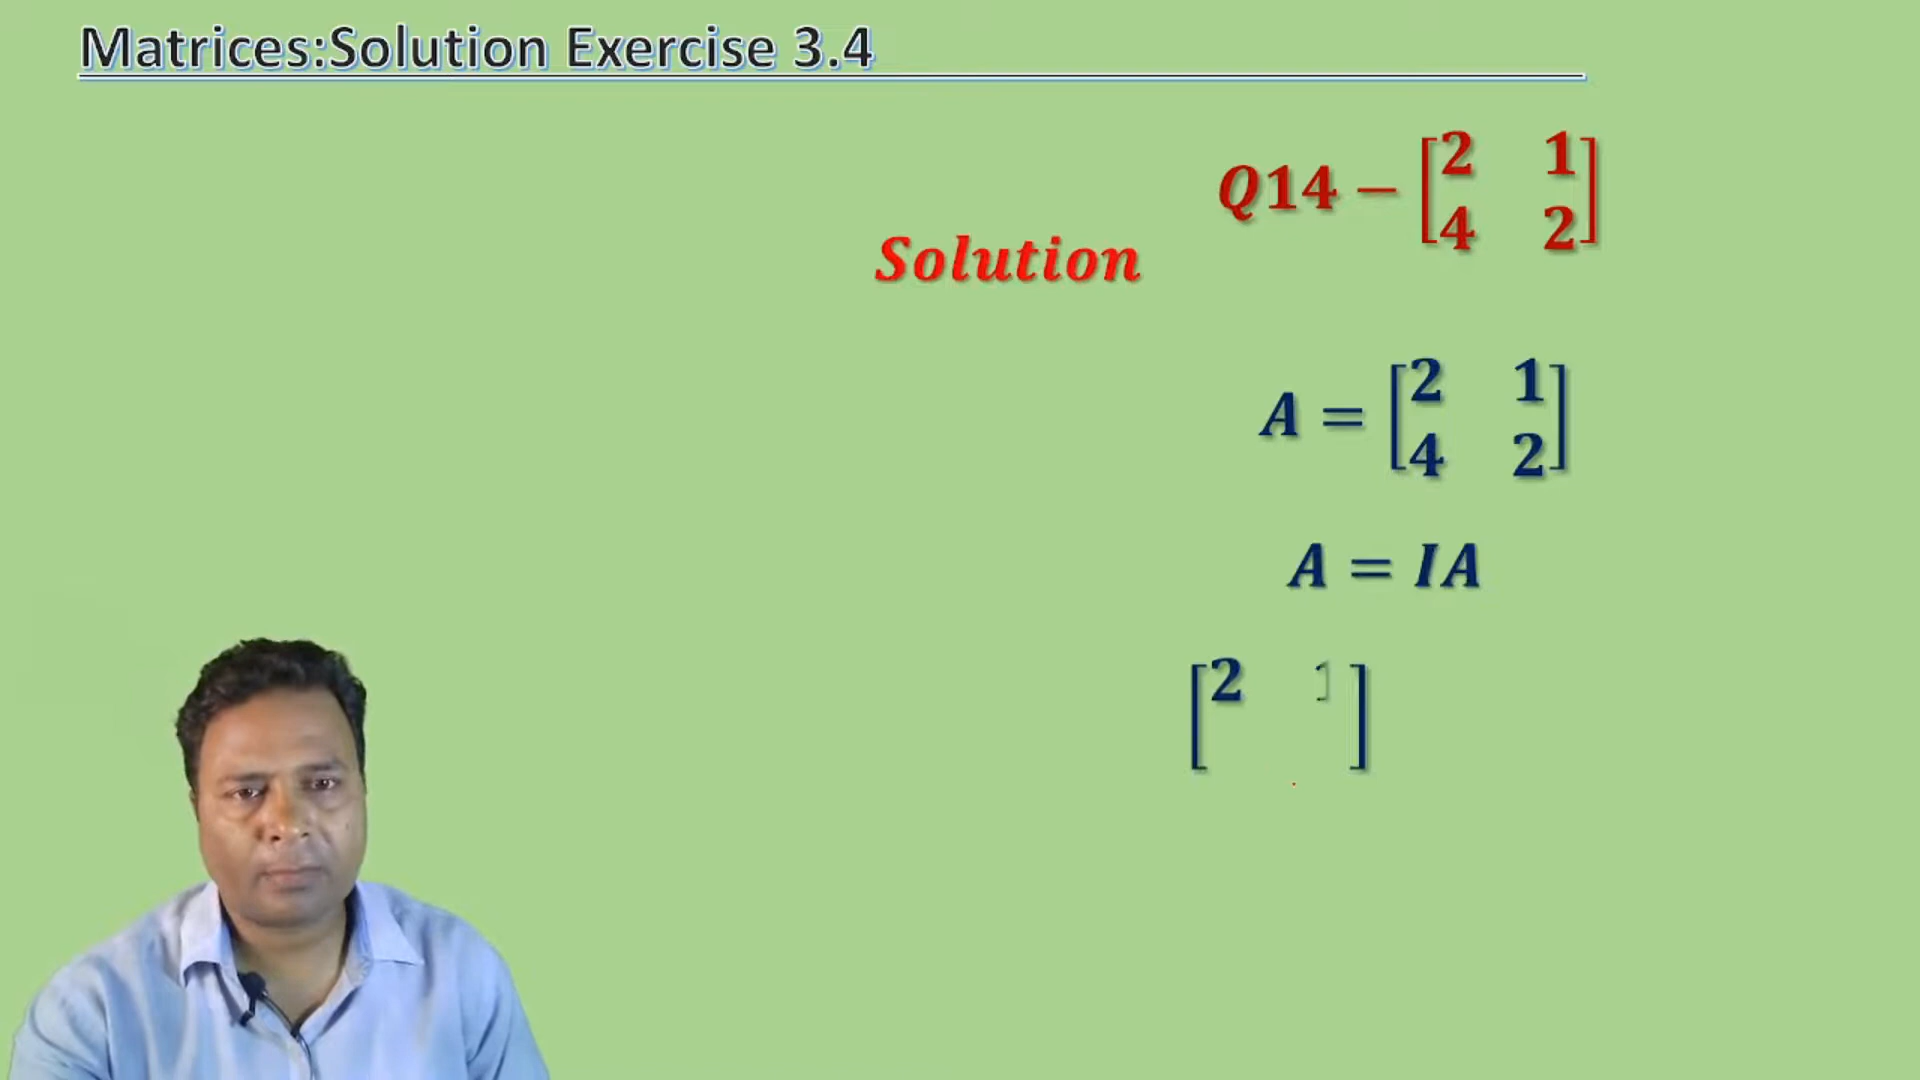 Matrices:Solution Exercise 3.4
Q14 − [2 1
4 2]
Solution
A = [2 1
4 2]
A = IA
[2 1 ]